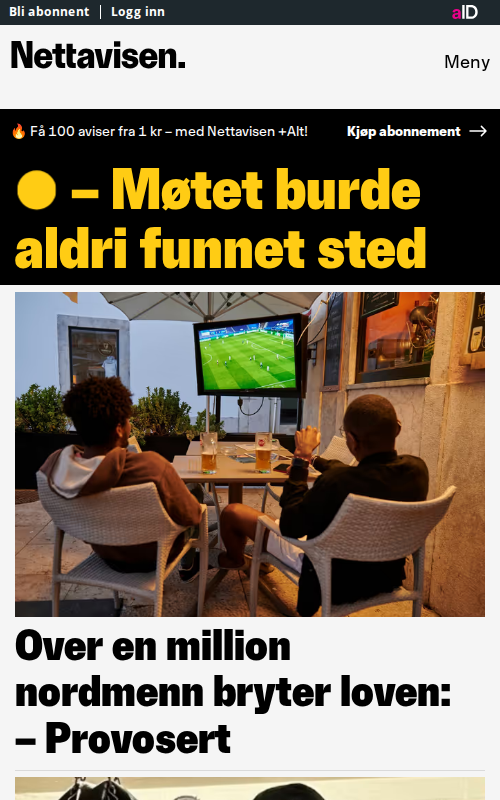 Bli abonnent
Logg inn
aID
Nettavisen.
Meny
🔥 Få 100 aviser fra 1 kr – med Nettavisen +Alt!
Kjøp abonnement →
– Møtet burde
aldri funnet sted
Over en million
nordmenn bryter loven:
– Provosert